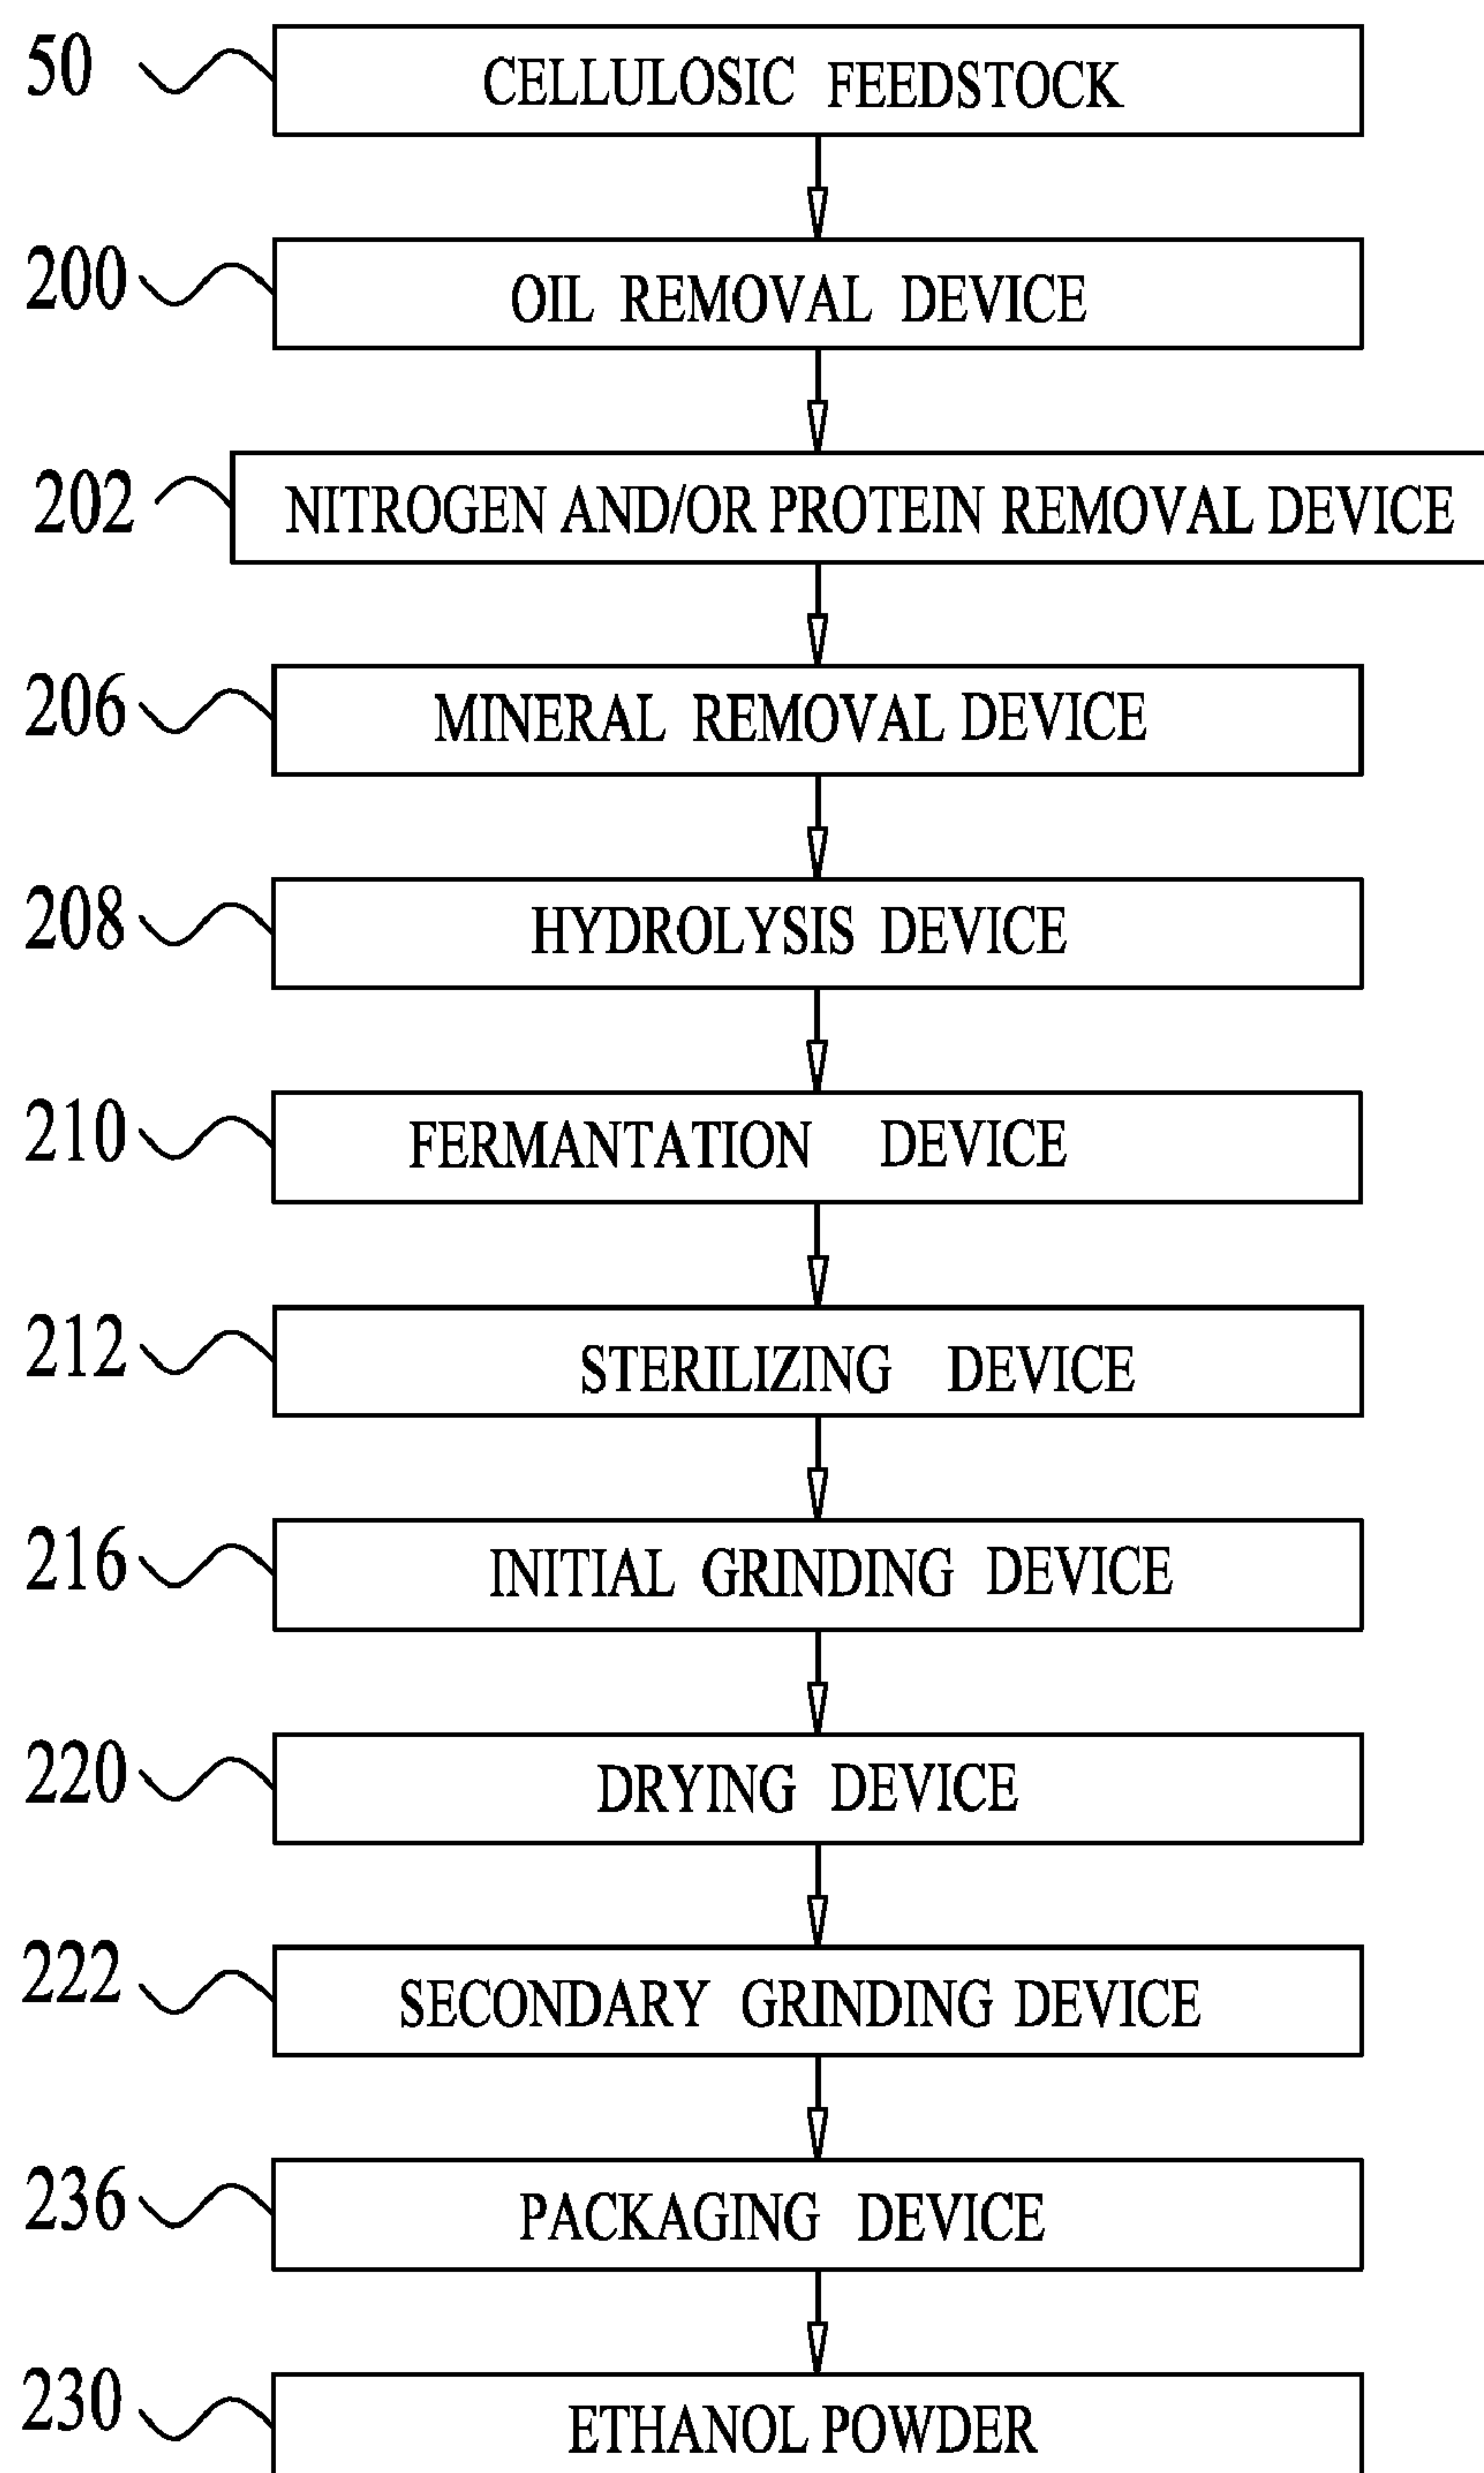 50 CELLULOSIC FEEDSTOCK
200 OIL REMOVAL DEVICE
202 NITROGEN AND/OR PROTEIN REMOVAL DEVICE
206 MINERAL REMOVAL DEVICE
208 HYDROLYSIS DEVICE
210 FERMANTATION DEVICE
212 STERILIZING DEVICE
216 INITIAL GRINDING DEVICE
220 DRYING DEVICE
222 SECONDARY GRINDING DEVICE
236 PACKAGING DEVICE
230 ETHANOL POWDER